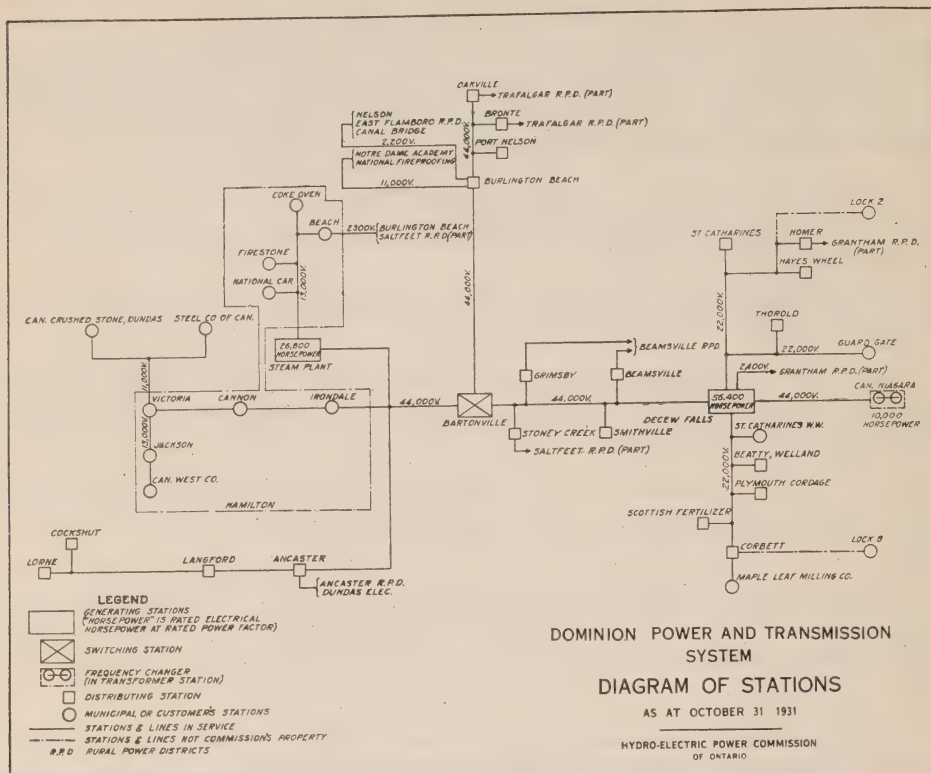 OAKVILLE
TRAFALGAR R.P.D. (PART)
NELSON
EAST FLAMBORO R.P.D.
CANAL BRIDGE
2,200V.
BRONTE
TRAFALGAR R.P.D. (PART)
44,000V.
PORT NELSON
NOTRE DAME ACADEMY
NATIONAL FIREPROOFING
11,000V.
BURLINGTON BEACH
COKE OVEN
BEACH
2300V.
BURLINGTON BEACH
SALTFEET R.P.D. (PART)
FIRESTONE
NATIONAL CAR
13,000V.
44,000V.
LOCK 2
ST CATHARINES
HOMER
GRANTHAM R.P.D.
(PART)
HAYES WHEEL
22,000V.
THOROLD
22,000V.
GUARD GATE
CAN. CRUSHED STONE, DUNDAS
STEEL CO OF CAN.
26,800
HORSEPOWER
STEAM PLANT
11,000V.
BEAMSVILLE RPD.
GRIMSBY
BEAMSVILLE
2,400V.
GRANTHAM R.P.D. (PART)
VICTORIA
CANNON
IRONDALE
44,000V.
BARTONVILLE
44,000V.
56,400
HORSEPOWER
DECEW FALLS
44,000V.
CAN. NIAGARA
10,000
HORSEPOWER
13,000V.
JACKSON
CAN. WEST CO.
HAMILTON
STONEY CREEK
SALTFEET R.P.D. (PART)
SMITHVILLE
ST. CATHARINES W.W.
BEATTY, WELLAND
22,000V.
PLYMOUTH CORDAGE
SCOTTISH FERTILIZER
CORBETT
LOCK 8
MAPLE LEAF MILLING CO.
COCKSHUT
LORNE
LANGFORD
ANCASTER
ANCASTER R.P.D.
DUNDAS ELEC.
LEGEND
GENERATING STATIONS
("HORSEPOWER" IS RATED ELECTRICAL
HORSEPOWER AT RATED POWER FACTOR)
SWITCHING STATION
FREQUENCY CHANGER
(IN TRANSFORMER STATION)
DISTRIBUTING STATION
MUNICIPAL OR CUSTOMER'S STATIONS
STATIONS & LINES IN SERVICE
STATIONS & LINES NOT COMMISSION'S PROPERTY
R.P.D RURAL POWER DISTRICTS
DOMINION POWER AND TRANSMISSION
SYSTEM
DIAGRAM OF STATIONS
AS AT OCTOBER 31 1931
HYDRO-ELECTRIC POWER COMMISSION
OF ONTARIO